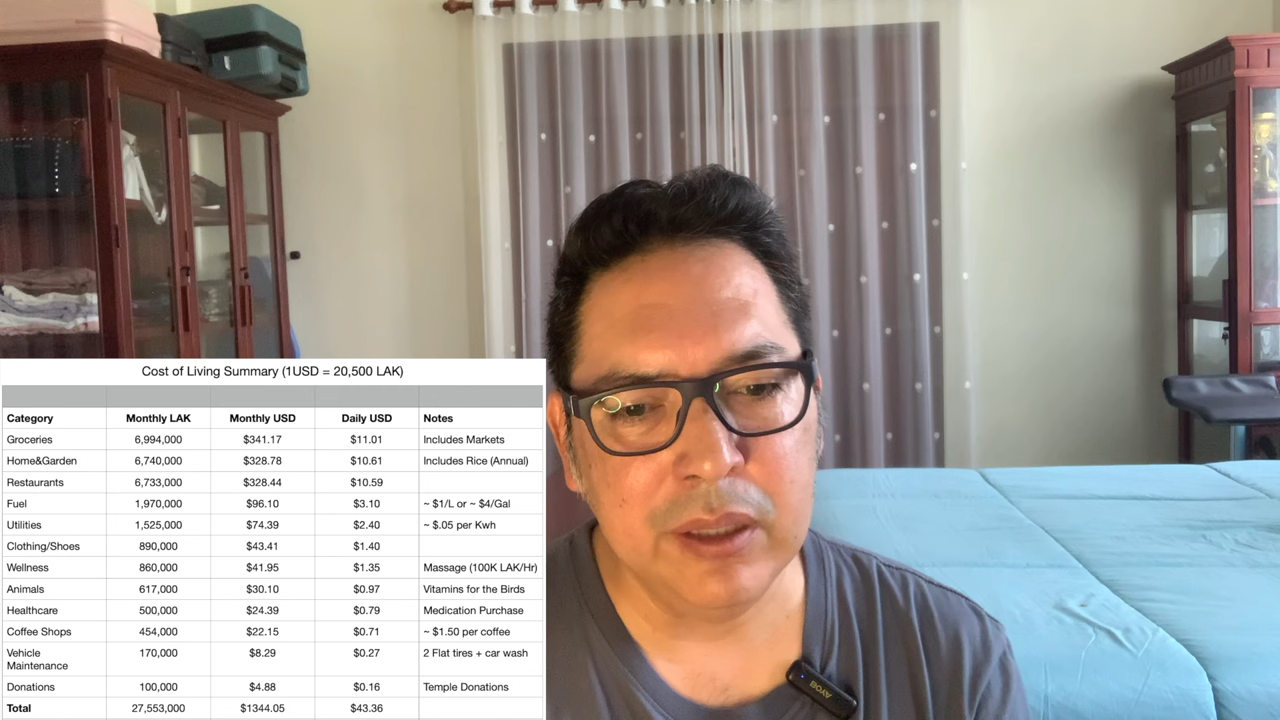 Cost of Living Summary (1USD = 20,500 LAK)
Category Monthly LAK Monthly USD Daily USD Notes
Groceries 6,994,000 $341.17 $11.01 Includes Markets
Home&Garden 6,740,000 $328.78 $10.61 Includes Rice (Annual)
Restaurants 6,733,000 $328.44 $10.59
Fuel 1,970,000 $96.10 $3.10 ~ $1/L or ~ $4/Gal
Utilities 1,525,000 $74.39 $2.40 ~ $.05 per Kwh
Clothing/Shoes 890,000 $43.41 $1.40
Wellness 860,000 $41.95 $1.35 Massage (100K LAK/Hr)
Animals 617,000 $30.10 $0.97 Vitamins for the Birds
Healthcare 500,000 $24.39 $0.79 Medication Purchase
Coffee Shops 454,000 $22.15 $0.71 ~ $1.50 per coffee
Vehicle Maintenance 170,000 $8.29 $0.27 2 Flat tires + car wash
Donations 100,000 $4.88 $0.16 Temple Donations
Total 27,553,000 $1344.05 $43.36